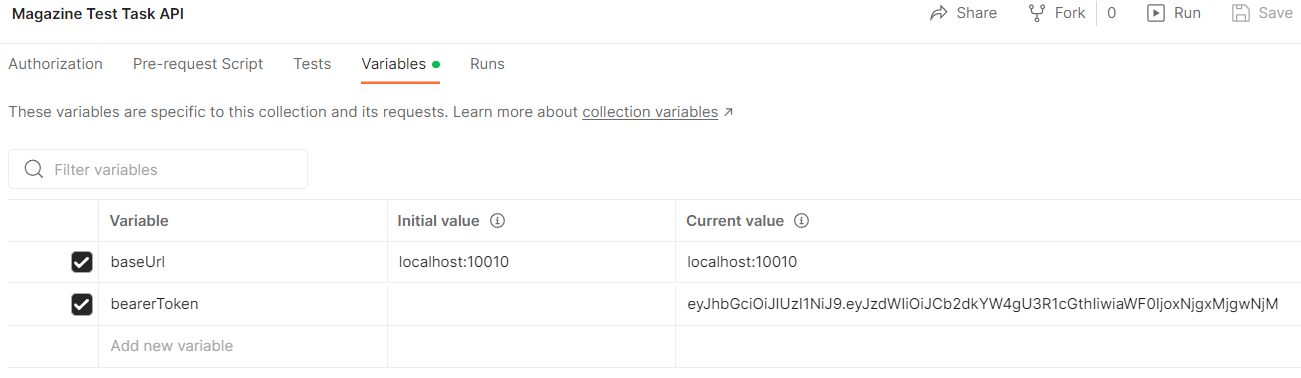 Magazine Test Task API
Share Fork 0 Run Save
Authorization Pre-request Script Tests Variables Runs
These variables are specific to this collection and its requests. Learn more about collection variables ↗
Filter variables
Variable Initial value Current value
baseUrl localhost:10010 localhost:10010
bearerToken eyJhbGciOiJIUzI1NiJ9.eyJzdWIiOiJCb2dkYW4gU3R1cGthIiwiaWF0IjoxNjgxMjgwNjM
Add new variable